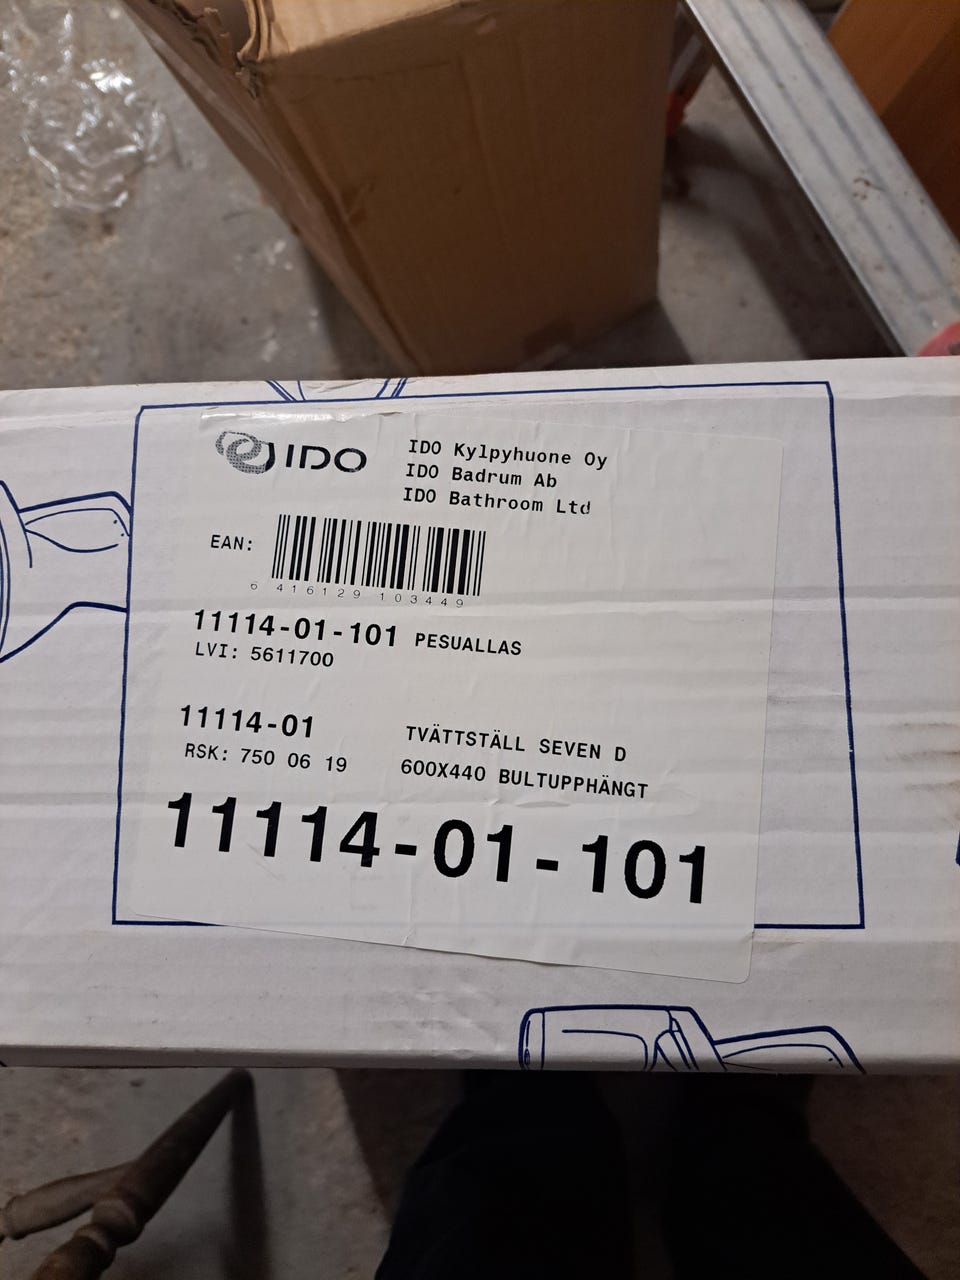 IDO
IDO Kylpyhuone Oy
IDO Badrum Ab
IDO Bathroom Ltd
EAN:
6 416129 103449
11114-01-101 PESUALLAS
LVI: 5611700
11114-01 TVÄTTSTÄLL SEVEN D
RSK: 750 06 19 600X440 BULTUPPHÄNGT
11114-01-101